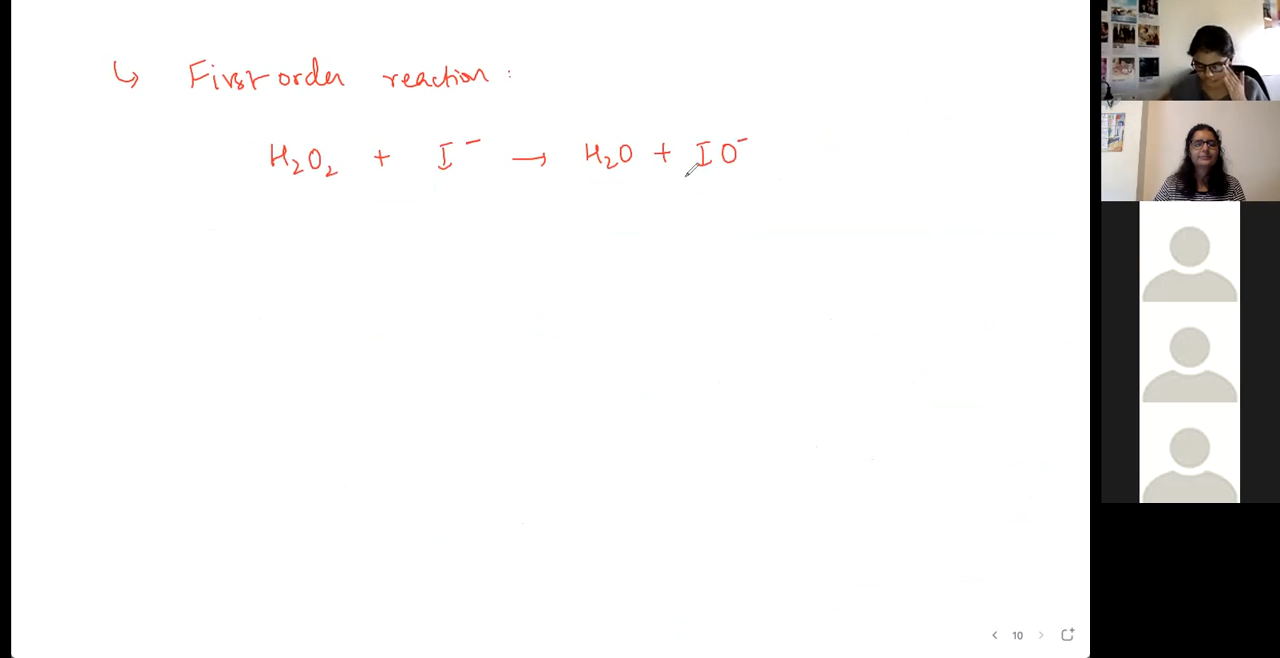 ↳ First order reaction :
H₂O₂ + I⁻ → H₂O + IO⁻
< 10 >